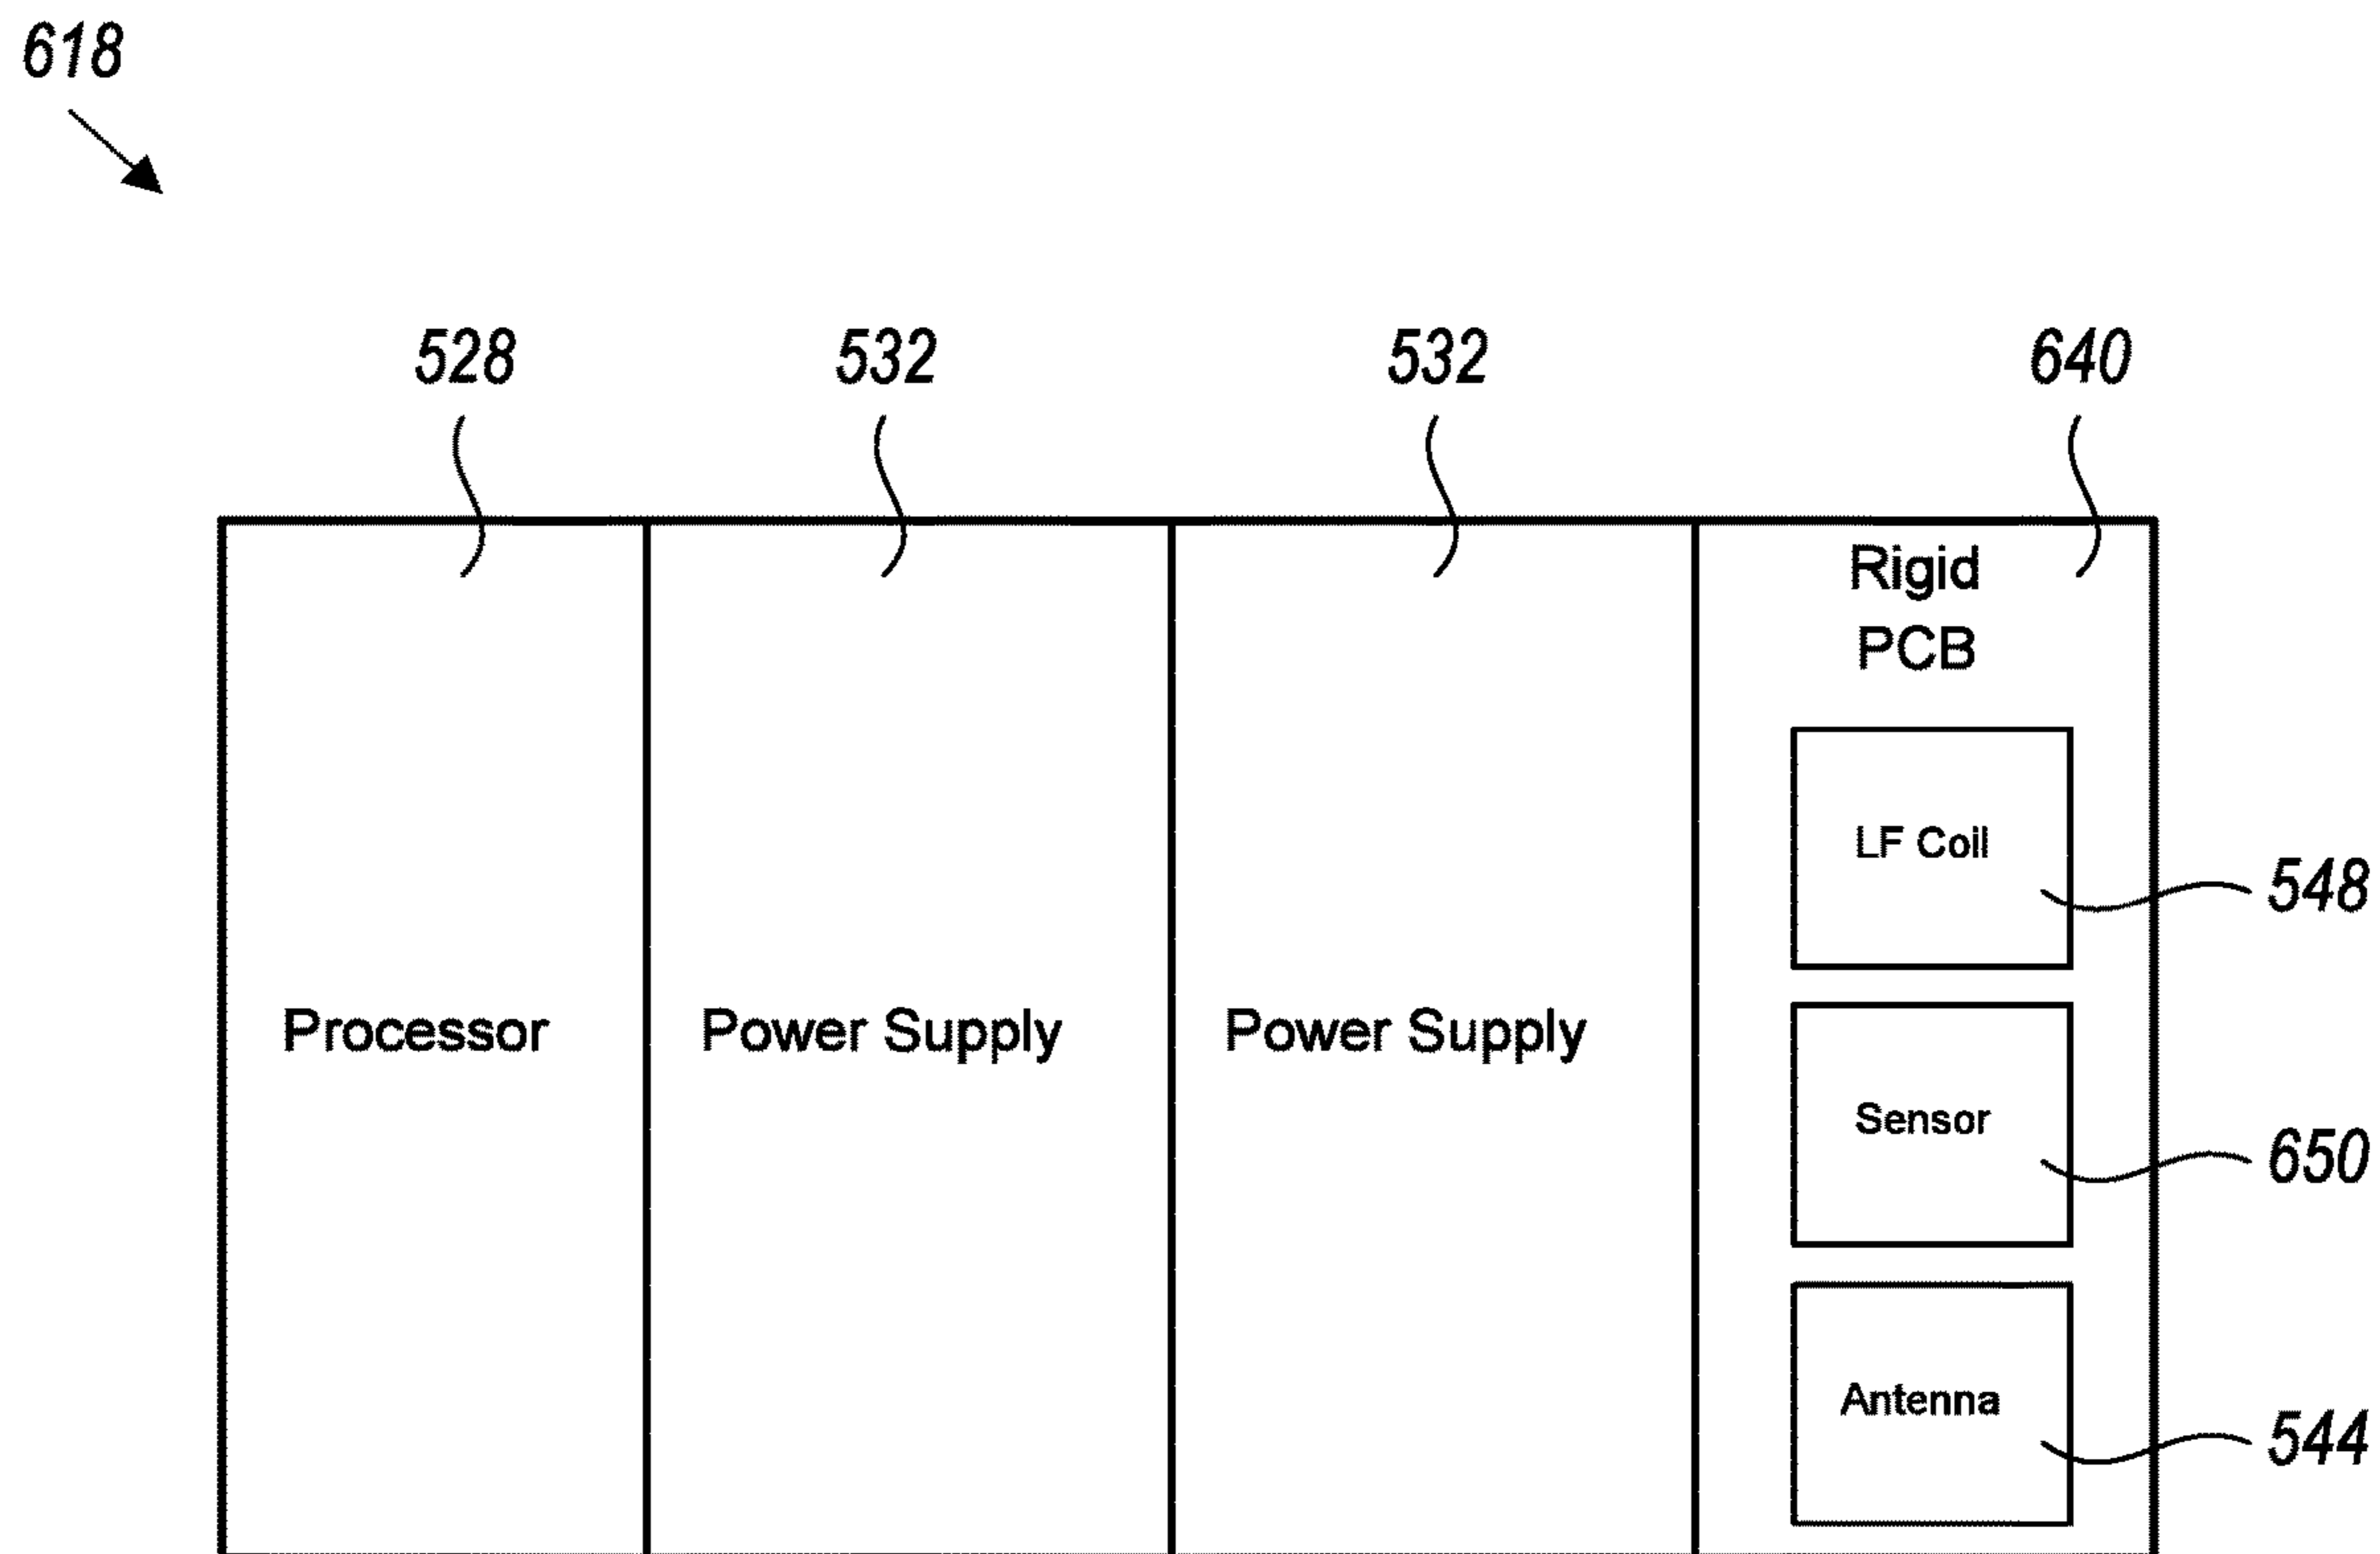 618
528 532 532 640
Rigid
PCB
LF Coil
548
Processor Power Supply Power Supply
Sensor
650
Antenna
544